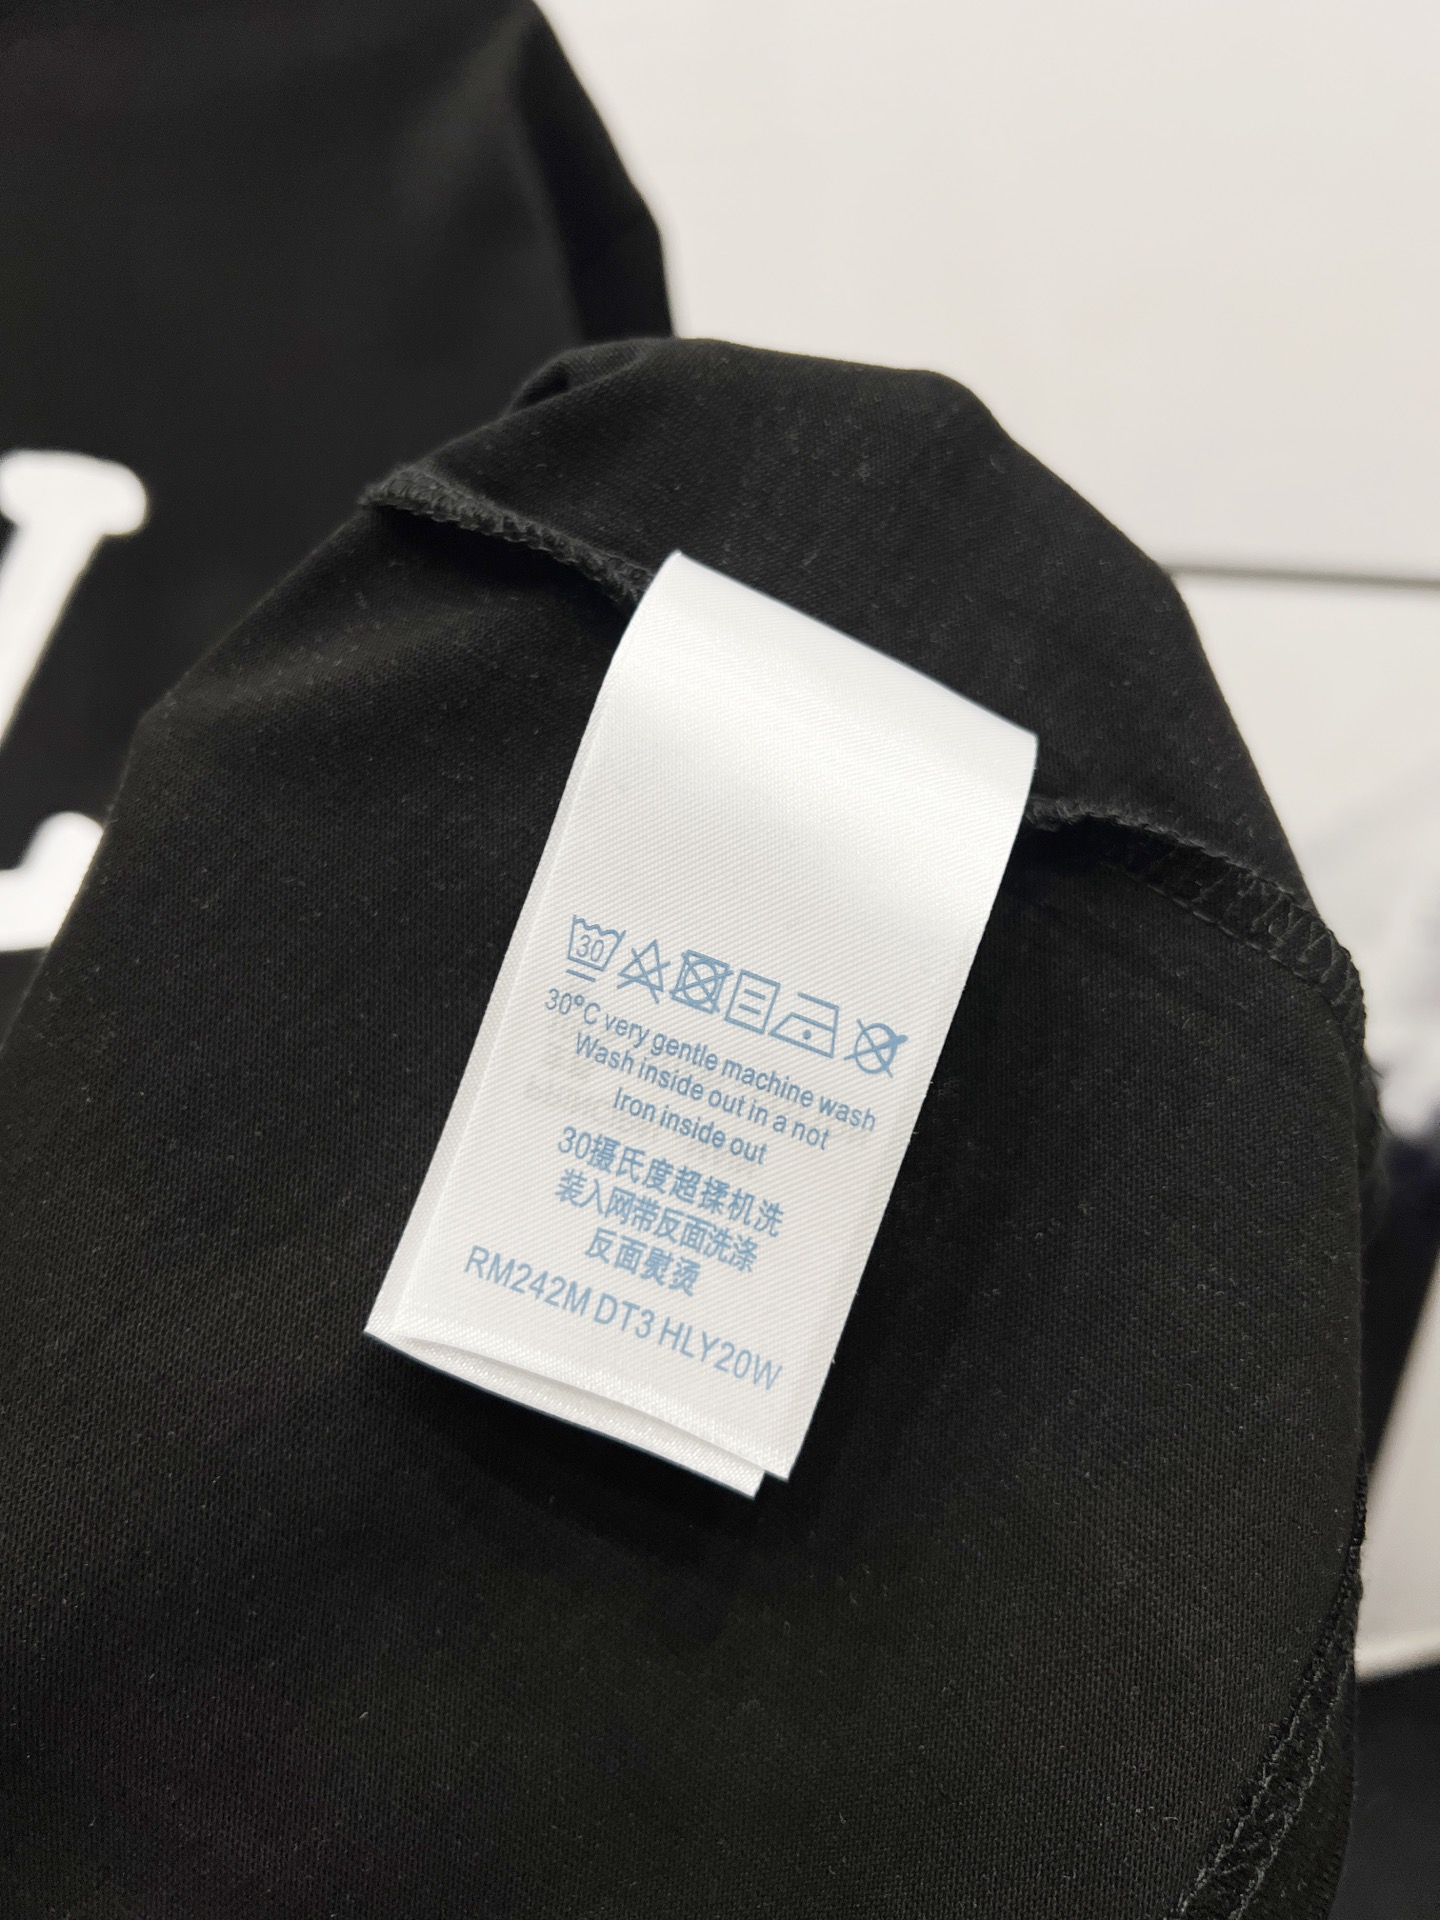 30
30°C very gentle machine wash
Wash inside out in a not
Iron inside out
30摄氏度超揉机洗
装入网带反面洗涤
反面熨烫
RM242M DT3 HLY20W